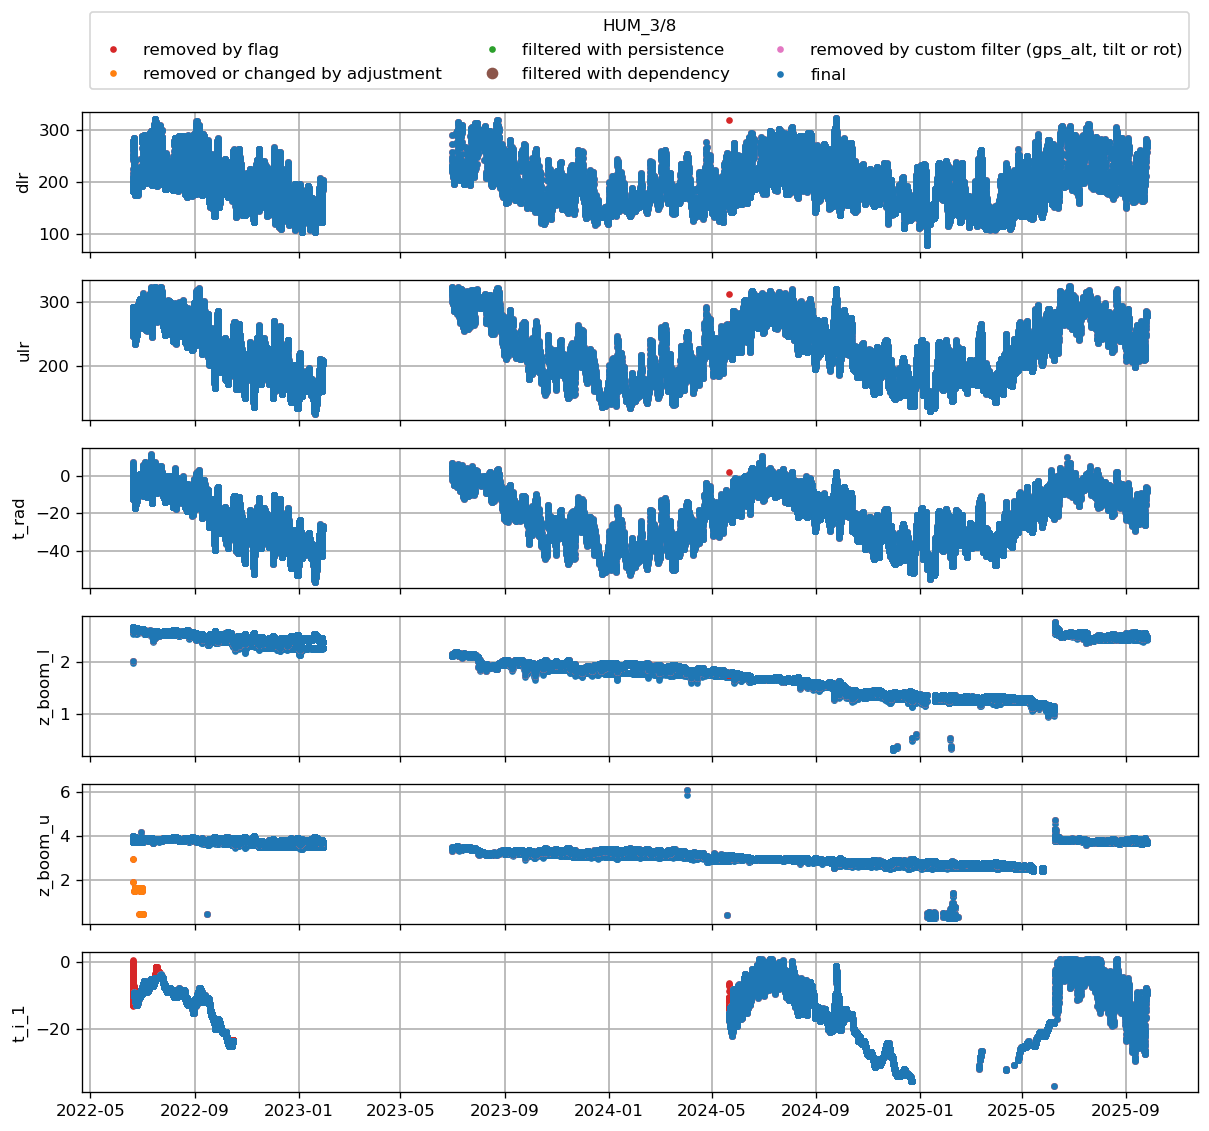 HUM_3/8
removed by flag
filtered with persistence
removed by custom filter (gps_alt, tilt or rot)
removed or changed by adjustment
filtered with dependency
final
300
200
100
dlr
300
200
ulr
0
−20
−40
t_rad
2
1
z_boom_l
6
4
2
z_boom_u
0
−20
t_i_1
2022-05 2022-09 2023-01 2023-05 2023-09 2024-01 2024-05 2024-09 2025-01 2025-05 2025-09